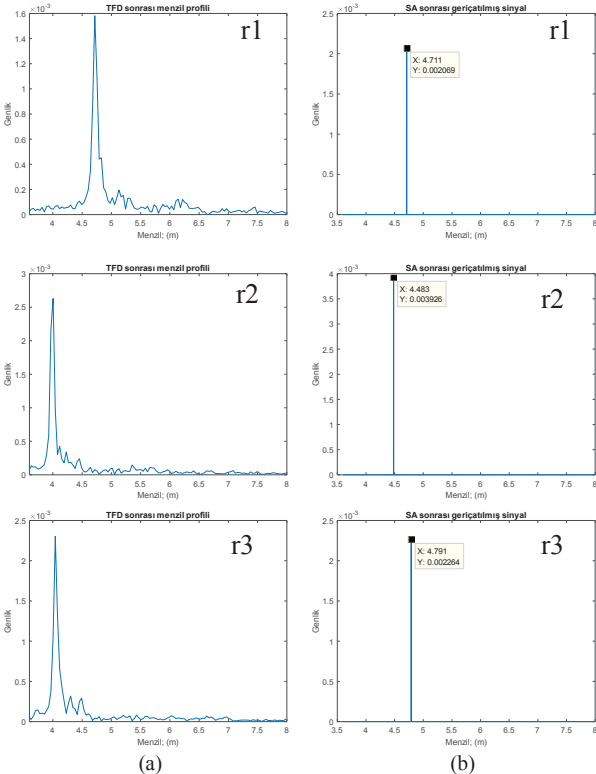 TFD sonrası menzil profili
r1
×10⁻³
1.6
1.4
1.2
1
0.8
0.6
0.4
0.2
0
Genlik
4 4.5 5 5.5 6 6.5 7 7.5 8
Menzil; (m)
SA sonrası geriçatılmış sinyal
r1
×10⁻³
2.5
2
1.5
1
0.5
0
Genlik
X: 4.711
Y: 0.002069
3.5 4 4.5 5 5.5 6 6.5 7 7.5 8
Menzil; (m)
TFD sonrası menzil profili
r2
×10⁻³
3
2.5
2
1.5
1
0.5
0
Genlik
4 4.5 5 5.5 6 6.5 7 7.5 8
Menzil; (m)
SA sonrası geriçatılmış sinyal
r2
×10⁻³
4
3.5
3
2.5
2
1.5
1
0.5
0
Genlik
X: 4.483
Y: 0.003926
3.5 4 4.5 5 5.5 6 6.5 7 7.5 8
Menzil; (m)
TFD sonrası menzil profili
r3
×10⁻³
2.5
2
1.5
1
0.5
0
Genlik
4 4.5 5 5.5 6 6.5 7 7.5 8
Menzil; (m)
SA sonrası geriçatılmış sinyal
r3
×10⁻³
2.5
2
1.5
1
0.5
0
Genlik
X: 4.791
Y: 0.002264
3.5 4 4.5 5 5.5 6 6.5 7 7.5 8
Menzil; (m)
(a)
(b)